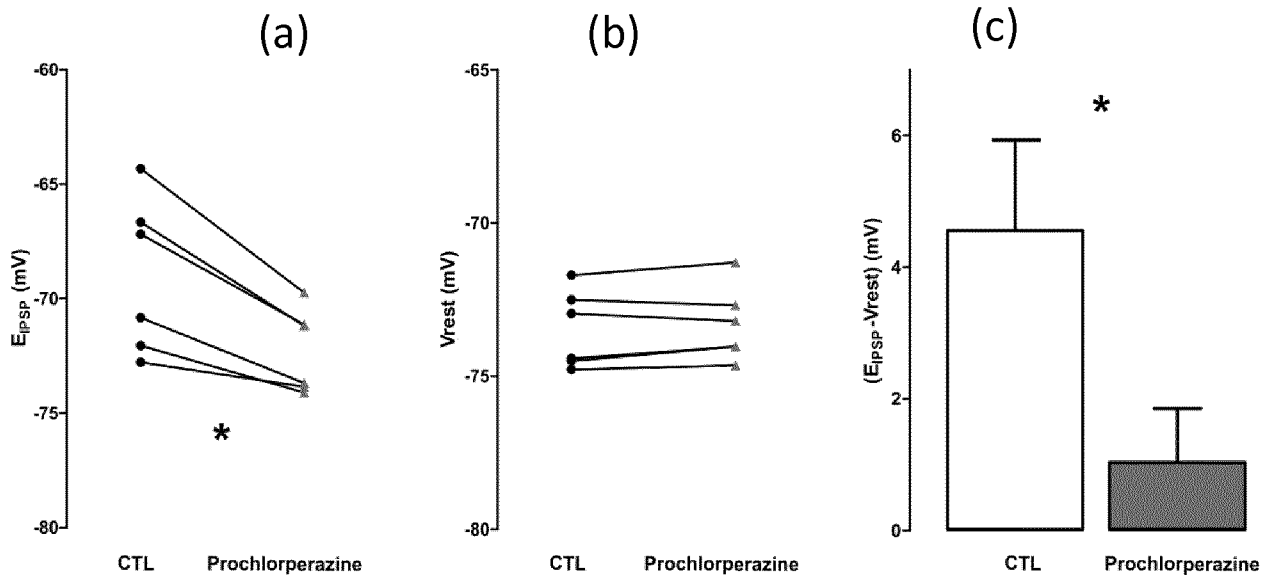 (a)
-60
-65
-70
-75
-80
EIPSP (mV)
*
CTL Prochlorperazine
(b)
-65
-70
-75
-80
Vrest (mV)
CTL Prochlorperazine
(c)
6
4
2
0
(EIPSP-Vrest) (mV)
*
CTL Prochlorperazine